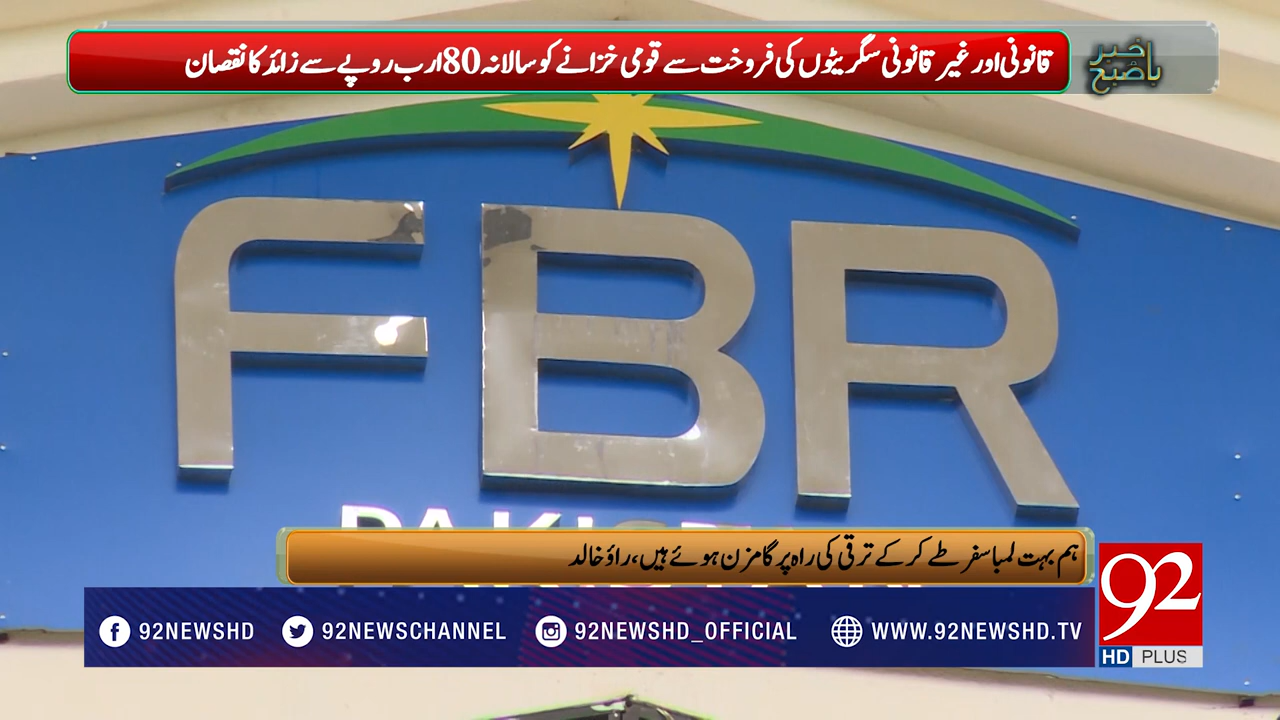 قانونی اور غیر قانونی سگریٹوں کی فروخت سے قومی خزانے کو سالانہ 80 ارب روپے سے زائد کا نقصان
باخبر صبح
FBR
PAKISTAN
ہم بہت لمبا سفر طے کر کے ترقی کی راہ پر گامزن ہوئے ہیں، راؤ خالد
92NEWSHD
92NEWSCHANNEL
92NEWSHD_OFFICIAL
WWW.92NEWSHD.TV
92
HD PLUS